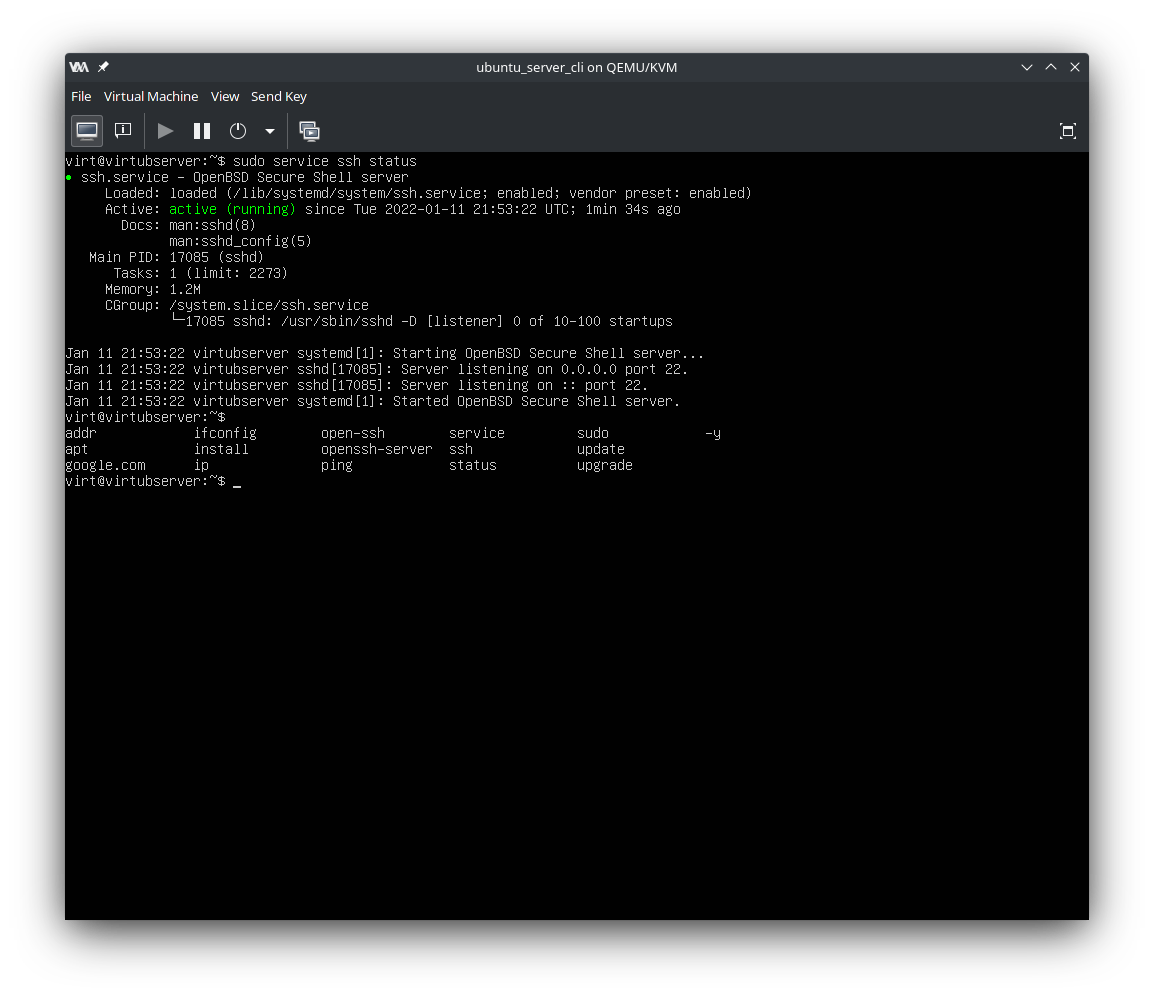 ubuntu_server_cli on QEMU/KVM
File Virtual Machine View Send Key
virt@virtubserver:~$ sudo service ssh status
● ssh.service - OpenBSD Secure Shell server
     Loaded: loaded (/lib/systemd/system/ssh.service; enabled; vendor preset: enabled)
     Active: active (running) since Tue 2022-01-11 21:53:22 UTC; 1min 34s ago
       Docs: man:sshd(8)
             man:sshd_config(5)
   Main PID: 17085 (sshd)
      Tasks: 1 (limit: 2273)
     Memory: 1.2M
     CGroup: /system.slice/ssh.service
             └─17085 sshd: /usr/sbin/sshd -D [listener] 0 of 10-100 startups

Jan 11 21:53:22 virtubserver systemd[1]: Starting OpenBSD Secure Shell server...
Jan 11 21:53:22 virtubserver sshd[17085]: Server listening on 0.0.0.0 port 22.
Jan 11 21:53:22 virtubserver sshd[17085]: Server listening on :: port 22.
Jan 11 21:53:22 virtubserver systemd[1]: Started OpenBSD Secure Shell server.
virt@virtubserver:~$
addr            ifconfig        open-ssh        service         sudo            -y
apt             install         openssh-server  ssh             update
google.com      ip              ping            status          upgrade
virt@virtubserver:~$ _